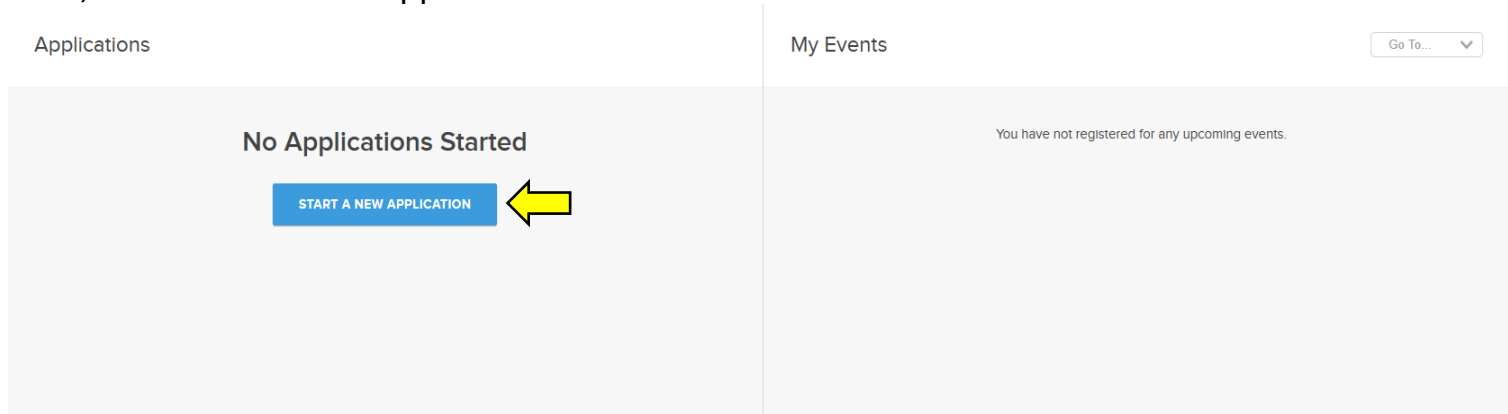 Applications
No Applications Started
START A NEW APPLICATION
My Events
Go To...
You have not registered for any upcoming events.